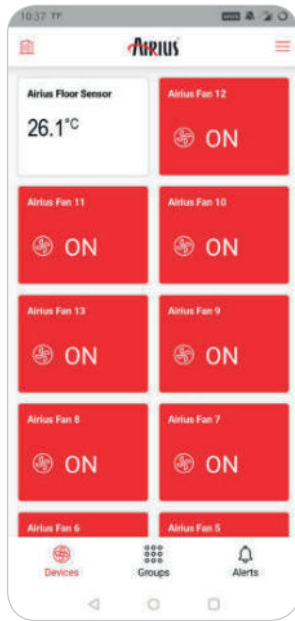 10:37
AIRIUS
Airius Floor Sensor
26.1°C
Airius Fan 12
ON
Airius Fan 11
ON
Airius Fan 10
ON
Airius Fan 13
ON
Airius Fan 9
ON
Airius Fan 8
ON
Airius Fan 7
ON
Airius Fan 6
Airius Fan 5
Devices
Groups
Alerts